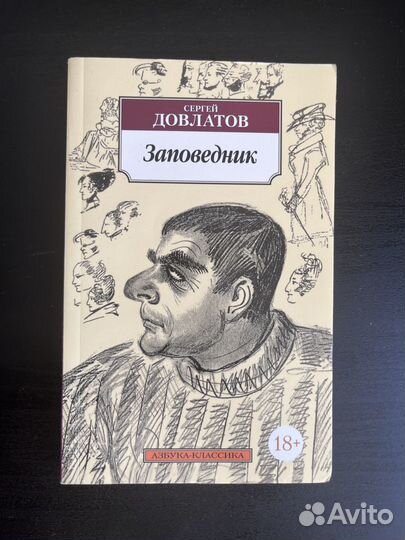 СЕРГЕЙ
ДОВЛАТОВ
Заповедник
АЗБУКА-КЛАССИКА
18+
Avito